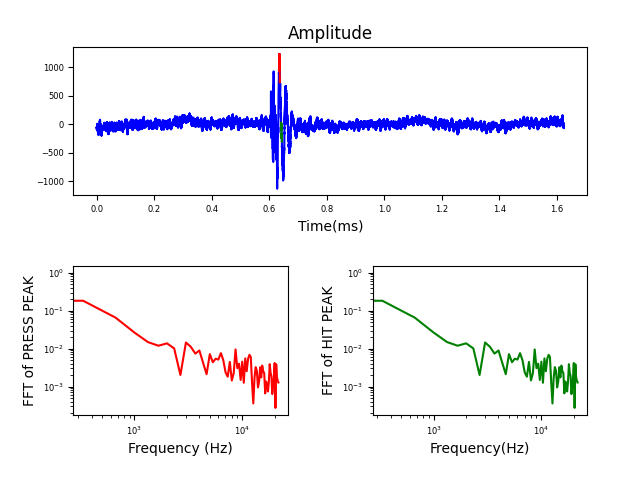 Amplitude
1000
500
0
−500
−1000
0.0 0.2 0.4 0.6 0.8 1.0 1.2 1.4 1.6
Time(ms)
FFT of PRESS PEAK
10⁰
10⁻¹
10⁻²
10⁻³
10³ 10⁴
Frequency (Hz)
FFT of HIT PEAK
10⁰
10⁻¹
10⁻²
10⁻³
10³ 10⁴
Frequency(Hz)